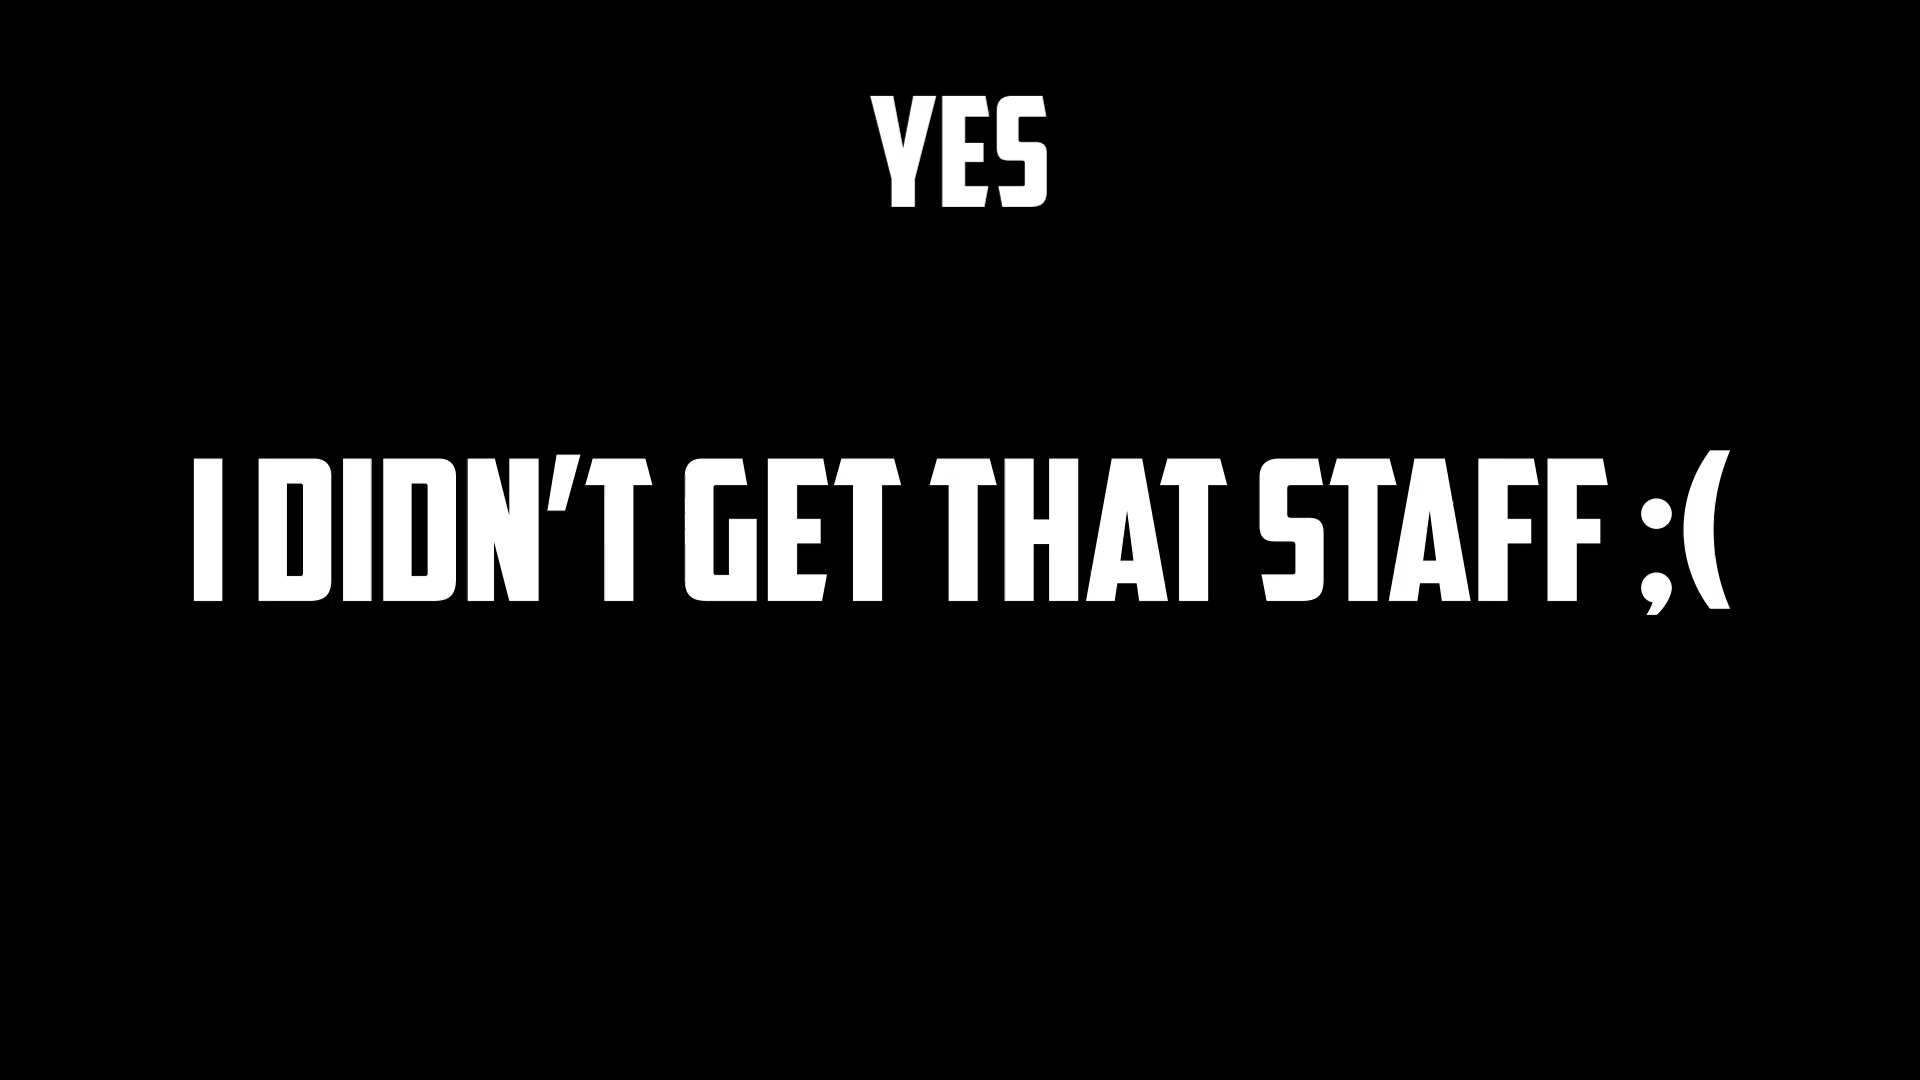 YES
I DIDN'T GET THAT STAFF ;(